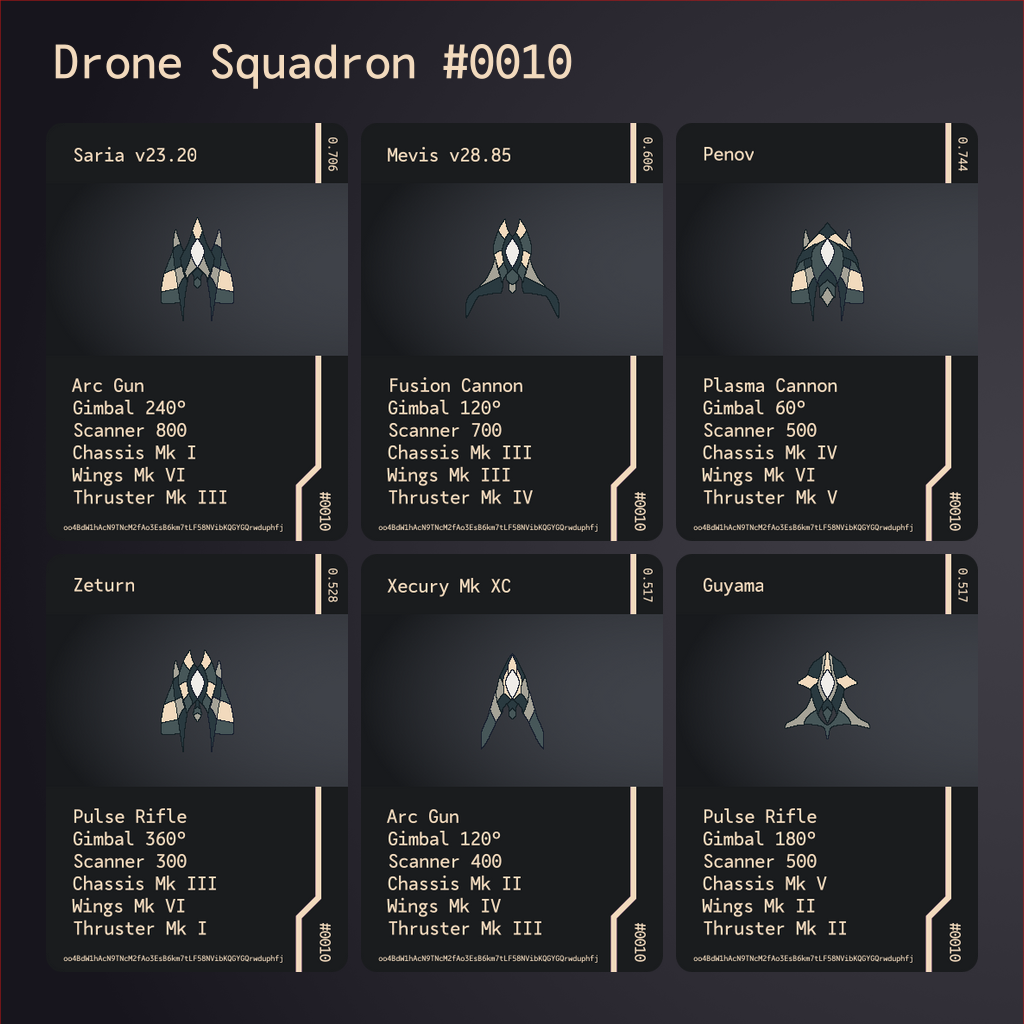 Drone Squadron #0010
Saria v23.20
0.706
Arc Gun
Gimbal 240°
Scanner 800
Chassis Mk I
Wings Mk VI
Thruster Mk III
#0010
oo4BdW1hAcN9TNcM2fAo3EsB6km7tLF58NVibKQGYGQrwduphfj
Mevis v28.85
0.606
Fusion Cannon
Gimbal 120°
Scanner 700
Chassis Mk III
Wings Mk III
Thruster Mk IV
#0010
oo4BdW1hAcN9TNcM2fAo3EsB6km7tLF58NVibKQGYGQrwduphfj
Penov
0.744
Plasma Cannon
Gimbal 60°
Scanner 500
Chassis Mk IV
Wings Mk VI
Thruster Mk V
#0010
oo4BdW1hAcN9TNcM2fAo3EsB6km7tLF58NVibKQGYGQrwduphfj
Zeturn
0.528
Pulse Rifle
Gimbal 360°
Scanner 300
Chassis Mk III
Wings Mk VI
Thruster Mk I
#0010
oo4BdW1hAcN9TNcM2fAo3EsB6km7tLF58NVibKQGYGQrwduphfj
Xecury Mk XC
0.517
Arc Gun
Gimbal 120°
Scanner 400
Chassis Mk II
Wings Mk IV
Thruster Mk III
#0010
oo4BdW1hAcN9TNcM2fAo3EsB6km7tLF58NVibKQGYGQrwduphfj
Guyama
0.517
Pulse Rifle
Gimbal 180°
Scanner 500
Chassis Mk V
Wings Mk II
Thruster Mk II
#0010
oo4BdW1hAcN9TNcM2fAo3EsB6km7tLF58NVibKQGYGQrwduphfj